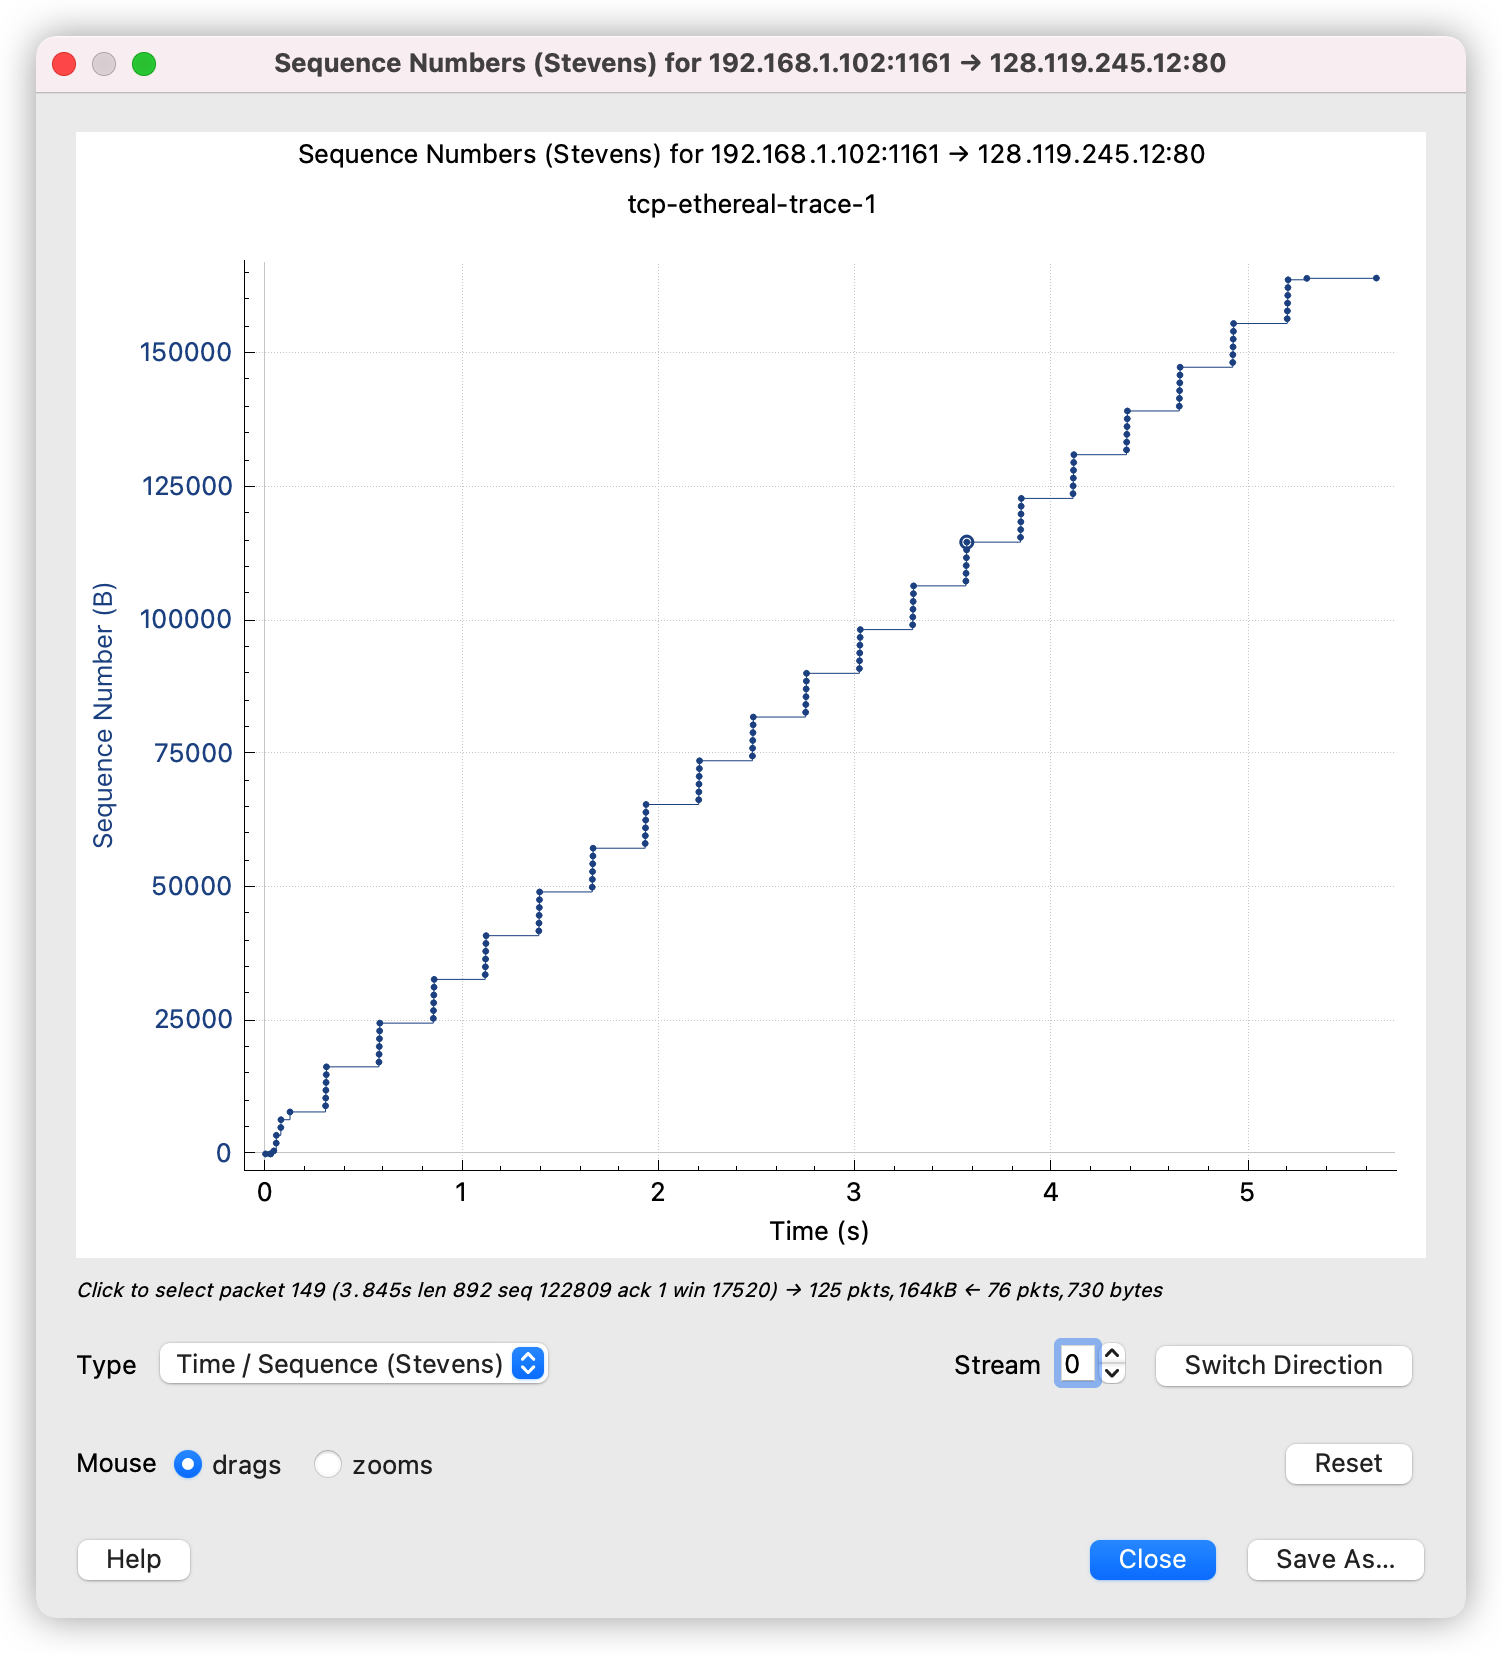 Sequence Numbers (Stevens) for 192.168.1.102:1161 → 128.119.245.12:80
Sequence Numbers (Stevens) for 192.168.1.102:1161 → 128.119.245.12:80
tcp-ethereal-trace-1
Sequence Number (B)
150000
125000
100000
75000
50000
25000
0
0 1 2 3 4 5
Time (s)
Click to select packet 149 (3.845s len 892 seq 122809 ack 1 win 17520) → 125 pkts, 164kB ← 76 pkts, 730 bytes
Type Time / Sequence (Stevens) Stream 0 Switch Direction
Mouse drags zooms Reset
Help Close Save As...